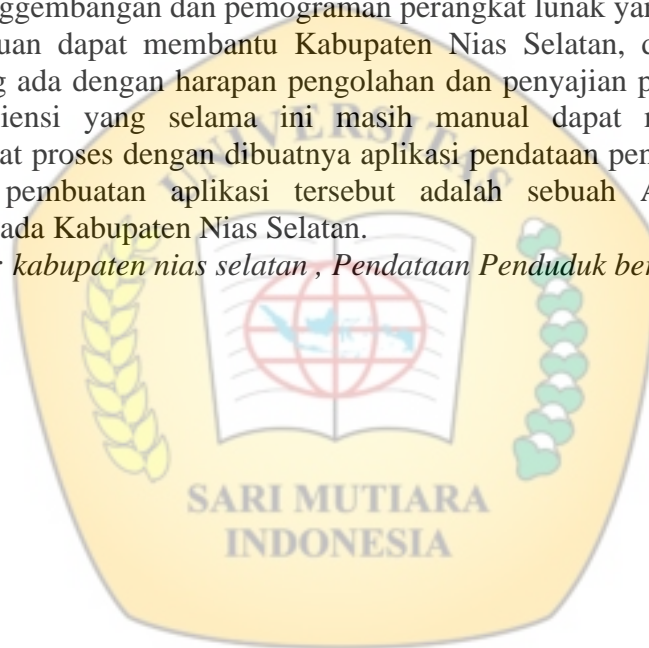 nggembangan dan pemograman perangkat lunak yan
uan dapat membantu Kabupaten Nias Selatan, d
g ada dengan harapan pengolahan dan penyajian p
iensi yang selama ini masih manual dapat m
at proses dengan dibuatnya aplikasi pendataan pen
pembuatan aplikasi tersebut adalah sebuah A
ada Kabupaten Nias Selatan.
: kabupaten nias selatan , Pendataan Penduduk ber
UNIVERSITAS
SARI MUTIARA
INDONESIA